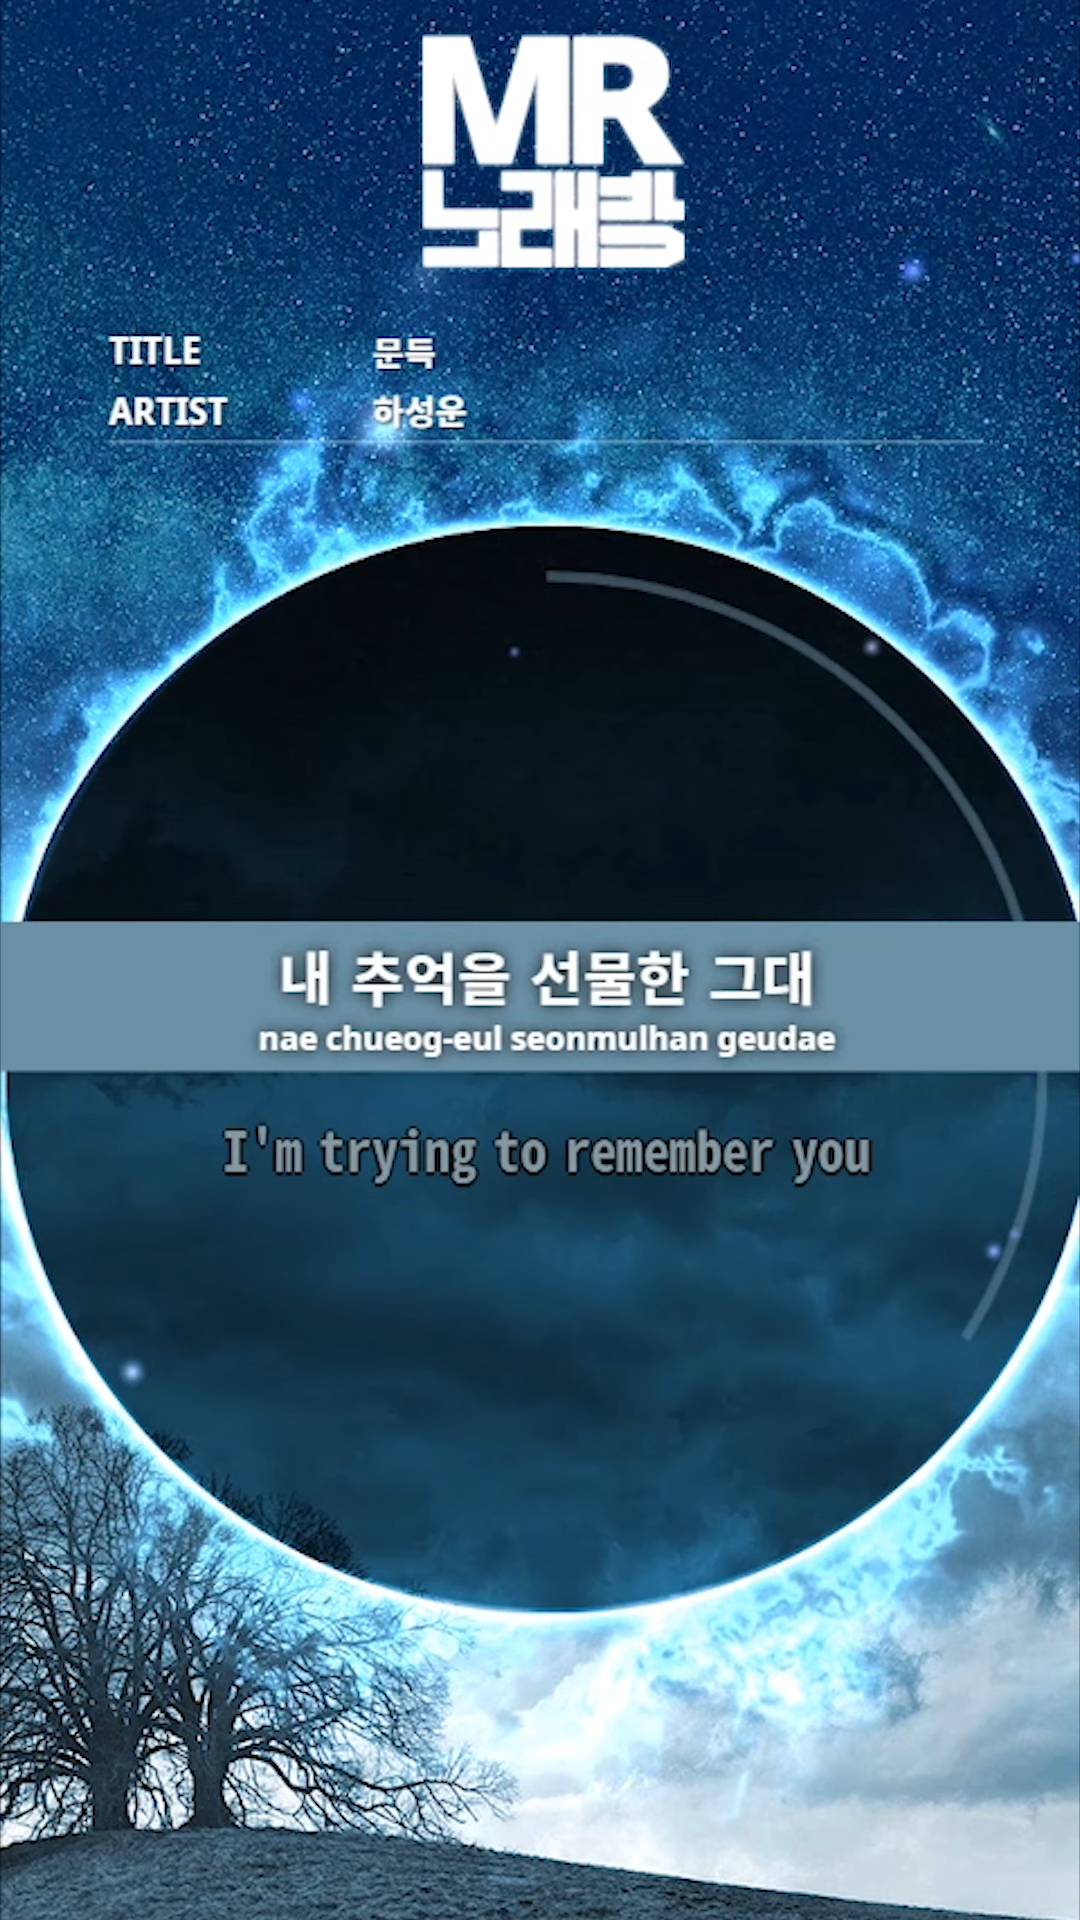 MR
노래방
TITLE 문득
ARTIST 하성운
내 추억을 선물한 그대
nae chueog-eul seonmulhan geudae
I'm trying to remember you